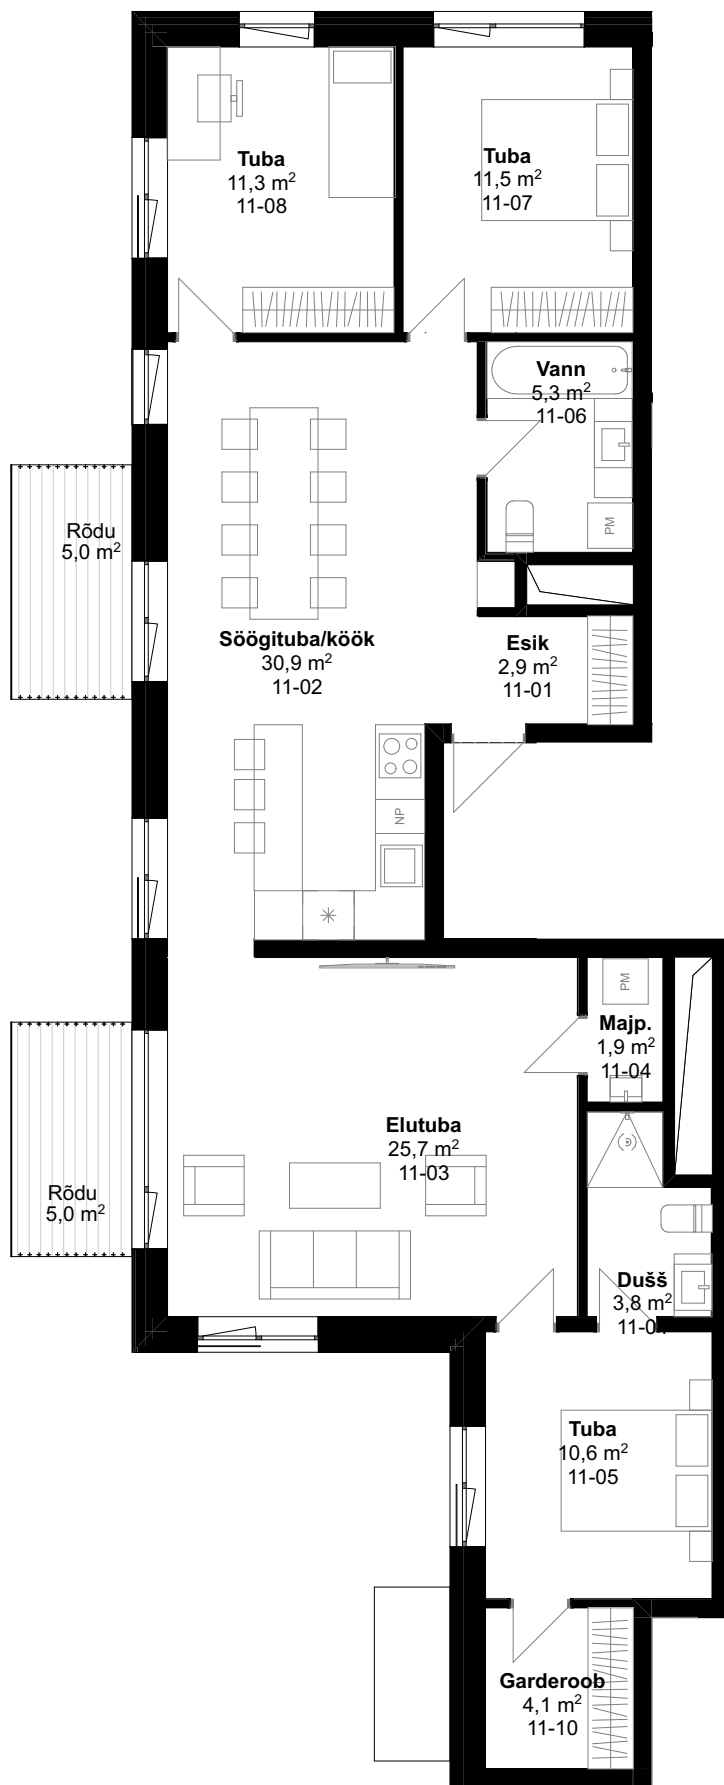 Tuba
11,3 m²
11-08
Tuba
11,5 m²
11-07
Vann
5,3 m²
11-06
PM
Rõdu
5,0 m²
Söögituba/köök
30,9 m²
11-02
Esik
2,9 m²
11-01
NP
PM
Majp.
1,9 m²
11-04
Elutuba
25,7 m²
11-03
Rõdu
5,0 m²
Dušš
3,8 m²
Tuba
10,6 m²
11-05
Garderoob
4,1 m²
11-10